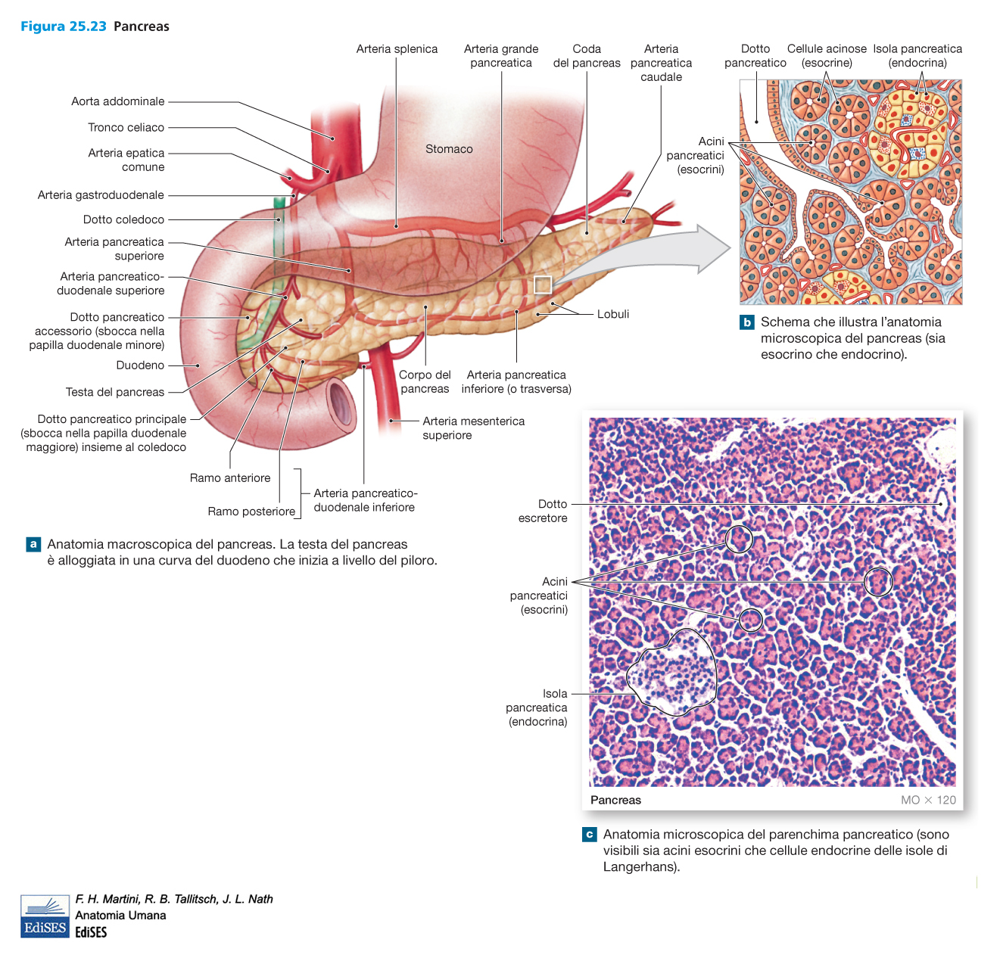 Figura 25.23 Pancreas
Arteria splenica
Arteria grande
pancreatica
Coda
del pancreas
Arteria
pancreatica
caudale
Aorta addominale
Tronco celiaco
Arteria epatica
comune
Arteria gastroduodenale
Dotto coledoco
Arteria pancreatica
superiore
Arteria pancreatico-
duodenale superiore
Dotto pancreatico
accessorio (sbocca nella
papilla duodenale minore)
Duodeno
Testa del pancreas
Dotto pancreatico principale
(sbocca nella papilla duodenale
maggiore) insieme al coledoco
Stomaco
Lobuli
Corpo del
pancreas
Arteria pancreatica
inferiore (o trasversa)
Arteria mesenterica
superiore
Ramo anteriore
Ramo posteriore
Arteria pancreatico-
duodenale inferiore
a Anatomia macroscopica del pancreas. La testa del pancreas
è alloggiata in una curva del duodeno che inizia a livello del piloro.
Dotto
pancreatico
Cellule acinose
(esocrine)
Isola pancreatica
(endocrina)
Acini
pancreatici
(esocrini)
b Schema che illustra l'anatomia
microscopica del pancreas (sia
esocrino che endocrino).
Dotto
escretore
Acini
pancreatici
(esocrini)
Isola
pancreatica
(endocrina)
Pancreas
MO × 120
c Anatomia microscopica del parenchima pancreatico (sono
visibili sia acini esocrini che cellule endocrine delle isole di
Langerhans).
F. H. Martini, R. B. Tallitsch, J. L. Nath
Anatomia Umana
EdiSES
EdiSES